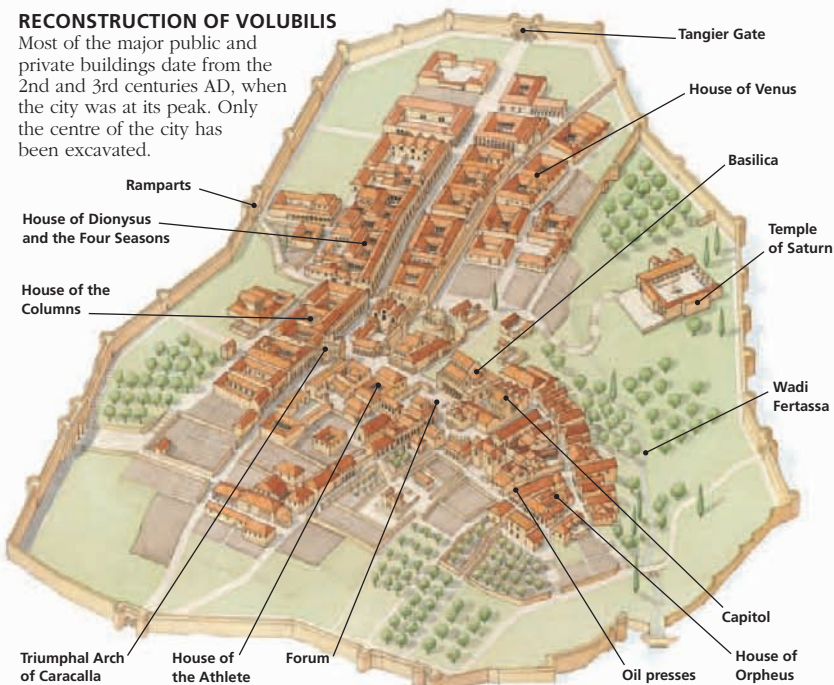 RECONSTRUCTION OF VOLUBILIS
Most of the major public and
private buildings date from the
2nd and 3rd centuries AD, when
the city was at its peak. Only
the centre of the city has
been excavated.
Tangier Gate
House of Venus
Basilica
Ramparts
House of Dionysus
and the Four Seasons
Temple
of Saturn
House of the
Columns
Wadi
Fertassa
Capitol
Triumphal Arch
of Caracalla
House of
the Athlete
Forum
Oil presses
House of
Orpheus